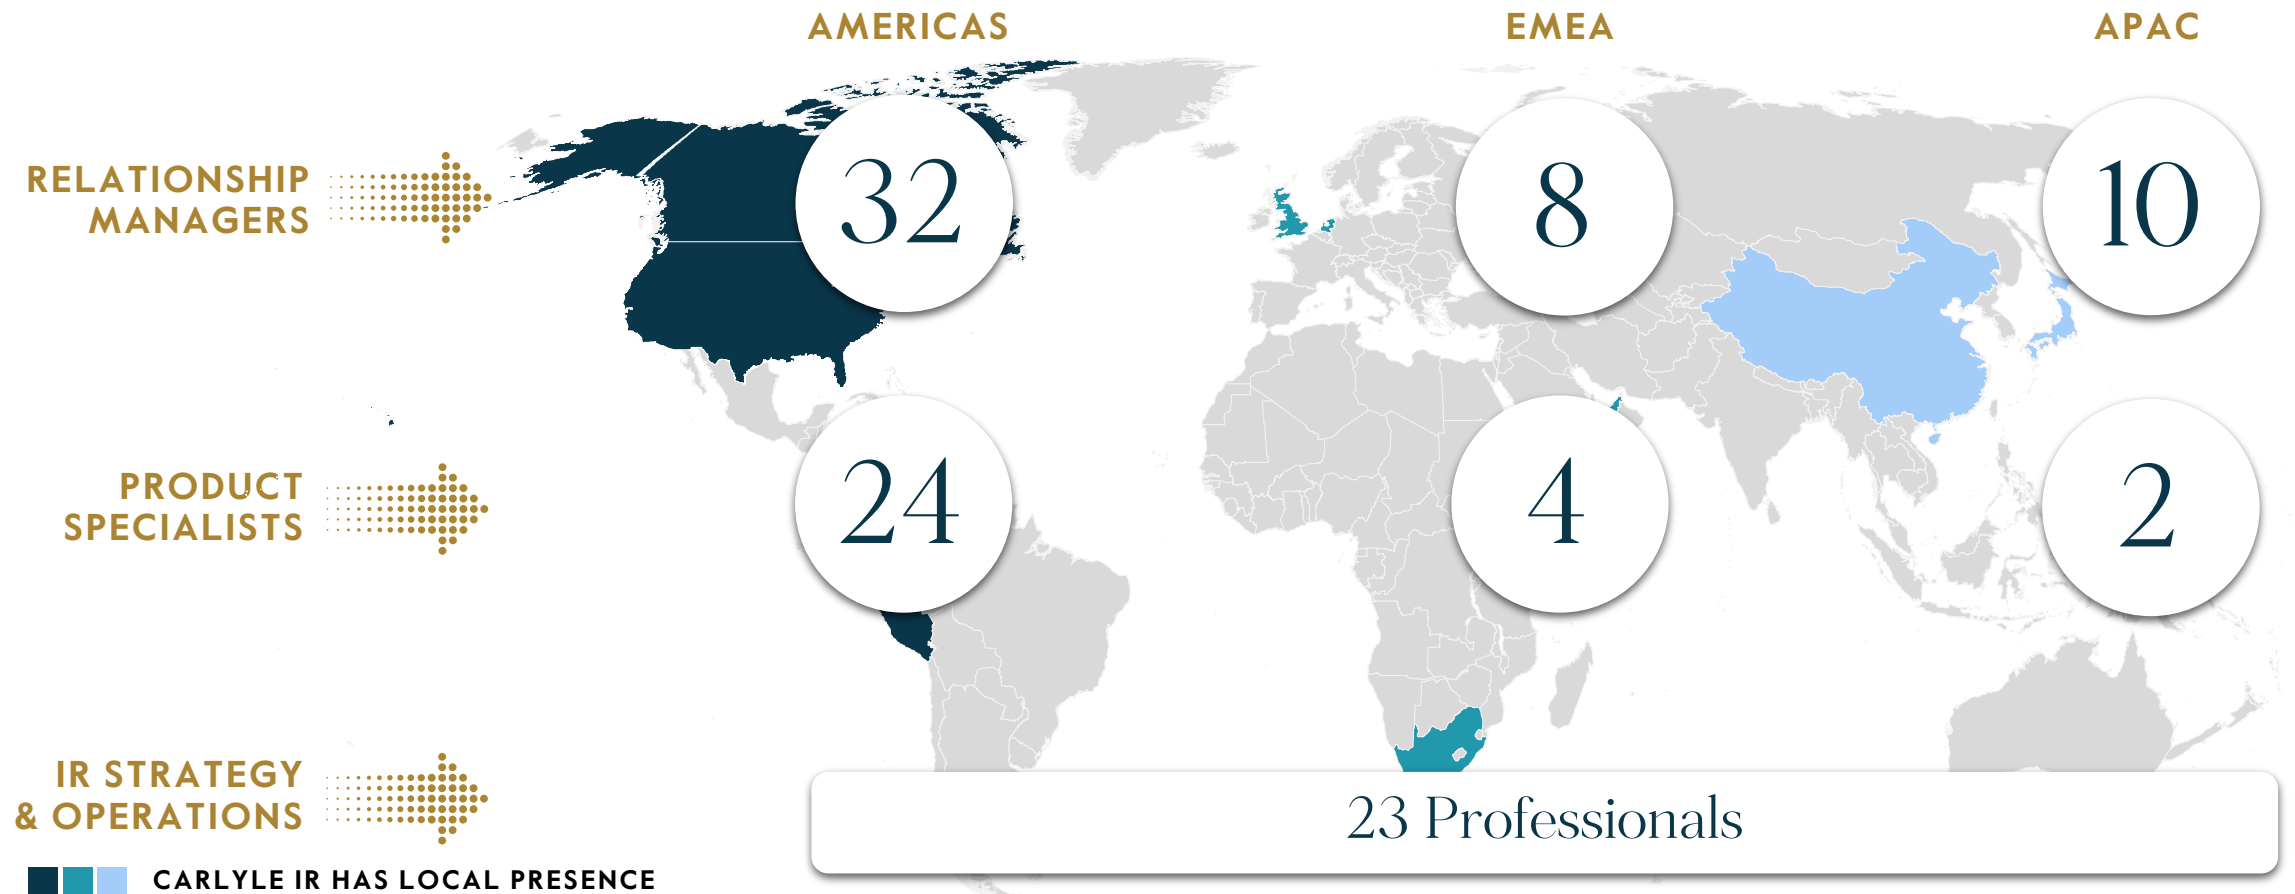 AMERICAS
EMEA
APAC
RELATIONSHIP
MANAGERS
32
8
10
PRODUCT
SPECIALISTS
24
4
2
IR STRATEGY
& OPERATIONS
23 Professionals
CARLYLE IR HAS LOCAL PRESENCE